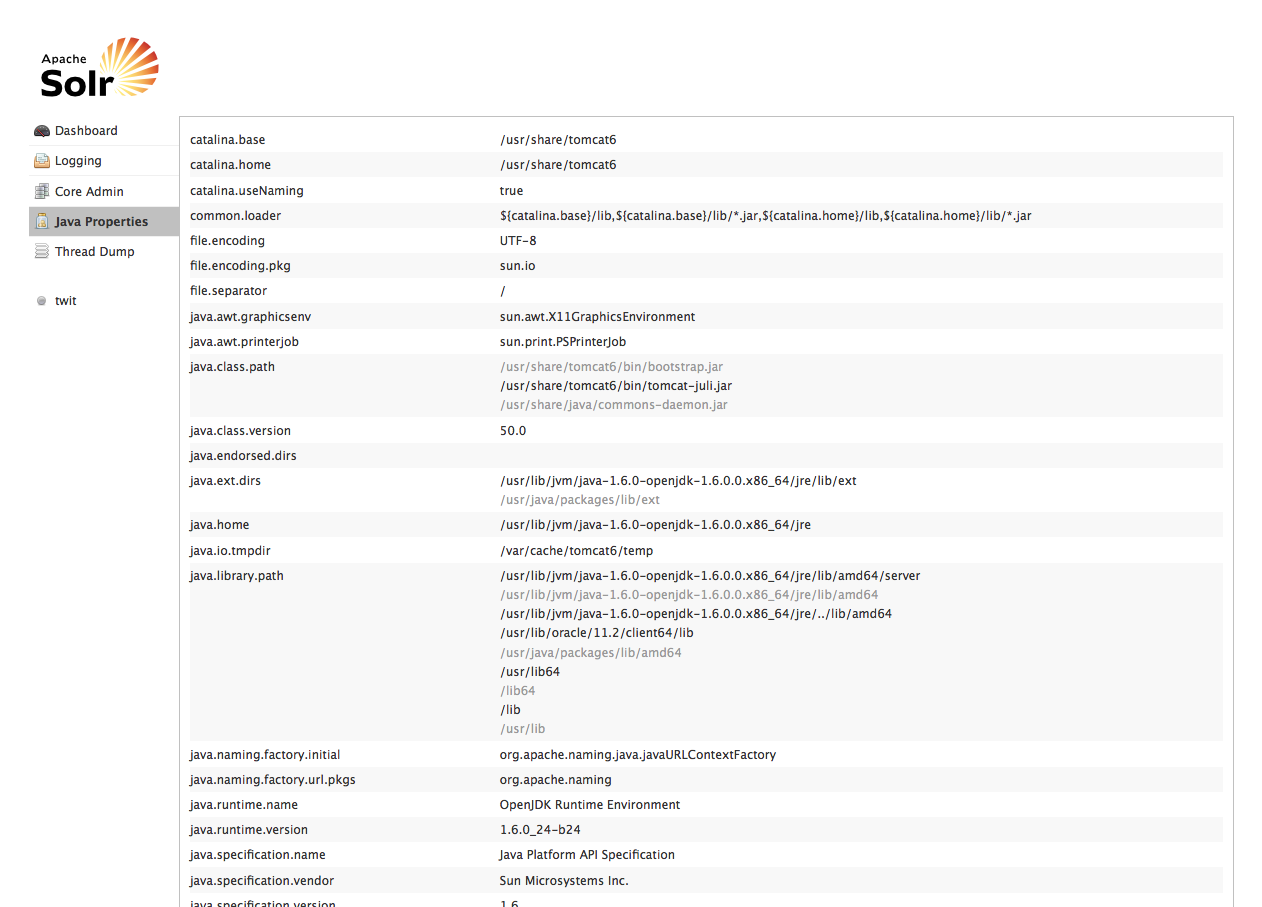 Apache
Solr
Dashboard
Logging
Core Admin
Java Properties
Thread Dump
twit
catalina.base /usr/share/tomcat6
catalina.home /usr/share/tomcat6
catalina.useNaming true
common.loader ${catalina.base}/lib,${catalina.base}/lib/*.jar,${catalina.home}/lib,${catalina.home}/lib/*.jar
file.encoding UTF-8
file.encoding.pkg sun.io
file.separator /
java.awt.graphicsenv sun.awt.X11GraphicsEnvironment
java.awt.printerjob sun.print.PSPrinterJob
java.class.path /usr/share/tomcat6/bin/bootstrap.jar
/usr/share/tomcat6/bin/tomcat-juli.jar
/usr/share/java/commons-daemon.jar
java.class.version 50.0
java.endorsed.dirs
java.ext.dirs /usr/lib/jvm/java-1.6.0-openjdk-1.6.0.0.x86_64/jre/lib/ext
/usr/java/packages/lib/ext
java.home /usr/lib/jvm/java-1.6.0-openjdk-1.6.0.0.x86_64/jre
java.io.tmpdir /var/cache/tomcat6/temp
java.library.path /usr/lib/jvm/java-1.6.0-openjdk-1.6.0.0.x86_64/jre/lib/amd64/server
/usr/lib/jvm/java-1.6.0-openjdk-1.6.0.0.x86_64/jre/lib/amd64
/usr/lib/jvm/java-1.6.0-openjdk-1.6.0.0.x86_64/jre/../lib/amd64
/usr/lib/oracle/11.2/client64/lib
/usr/java/packages/lib/amd64
/usr/lib64
/lib64
/lib
/usr/lib
java.naming.factory.initial org.apache.naming.java.javaURLContextFactory
java.naming.factory.url.pkgs org.apache.naming
java.runtime.name OpenJDK Runtime Environment
java.runtime.version 1.6.0_24-b24
java.specification.name Java Platform API Specification
java.specification.vendor Sun Microsystems Inc.
java.specification.version 1.6